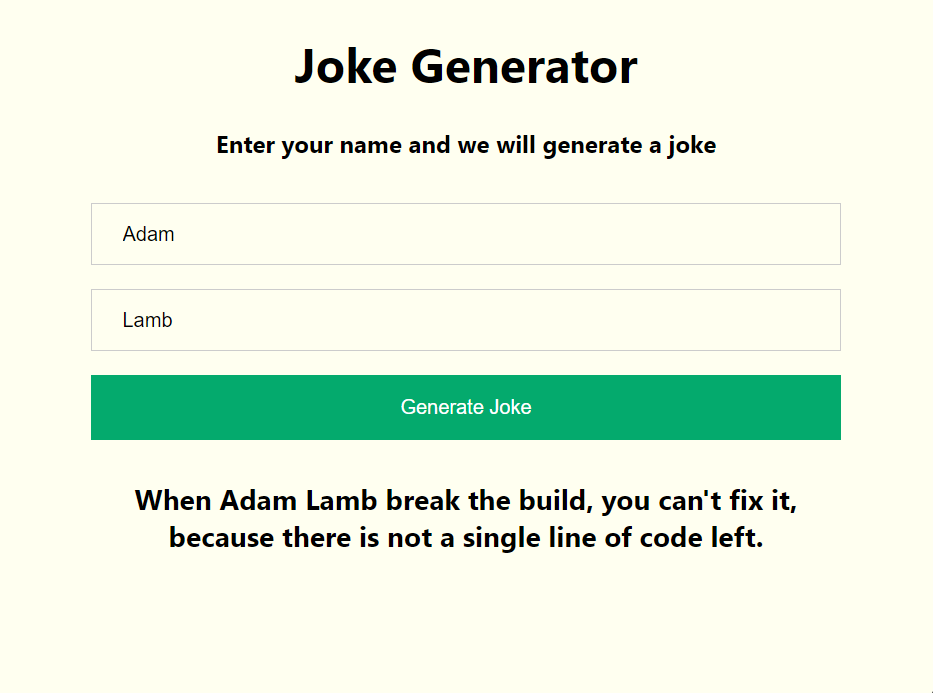 Joke Generator
Enter your name and we will generate a joke
Adam
Lamb
Generate Joke
When Adam Lamb break the build, you can't fix it,
because there is not a single line of code left.